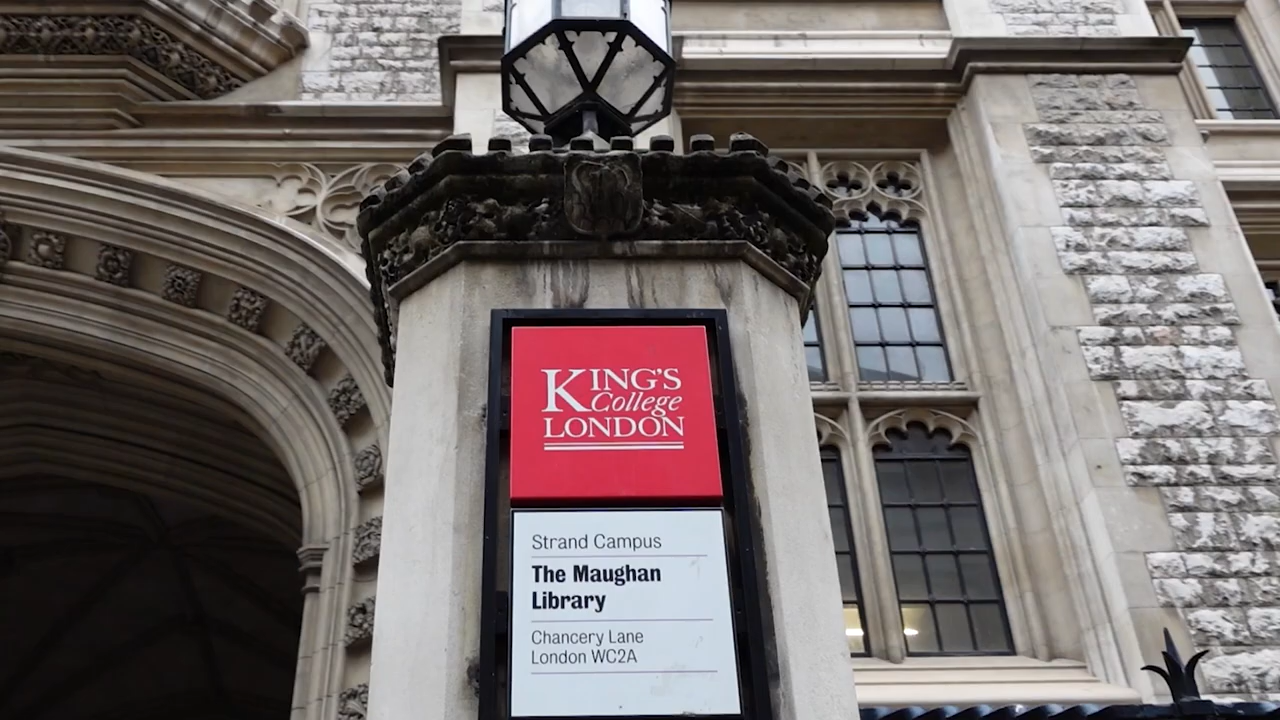 KING'S
College
LONDON
Strand Campus
The Maughan
Library
Chancery Lane
London WC2A